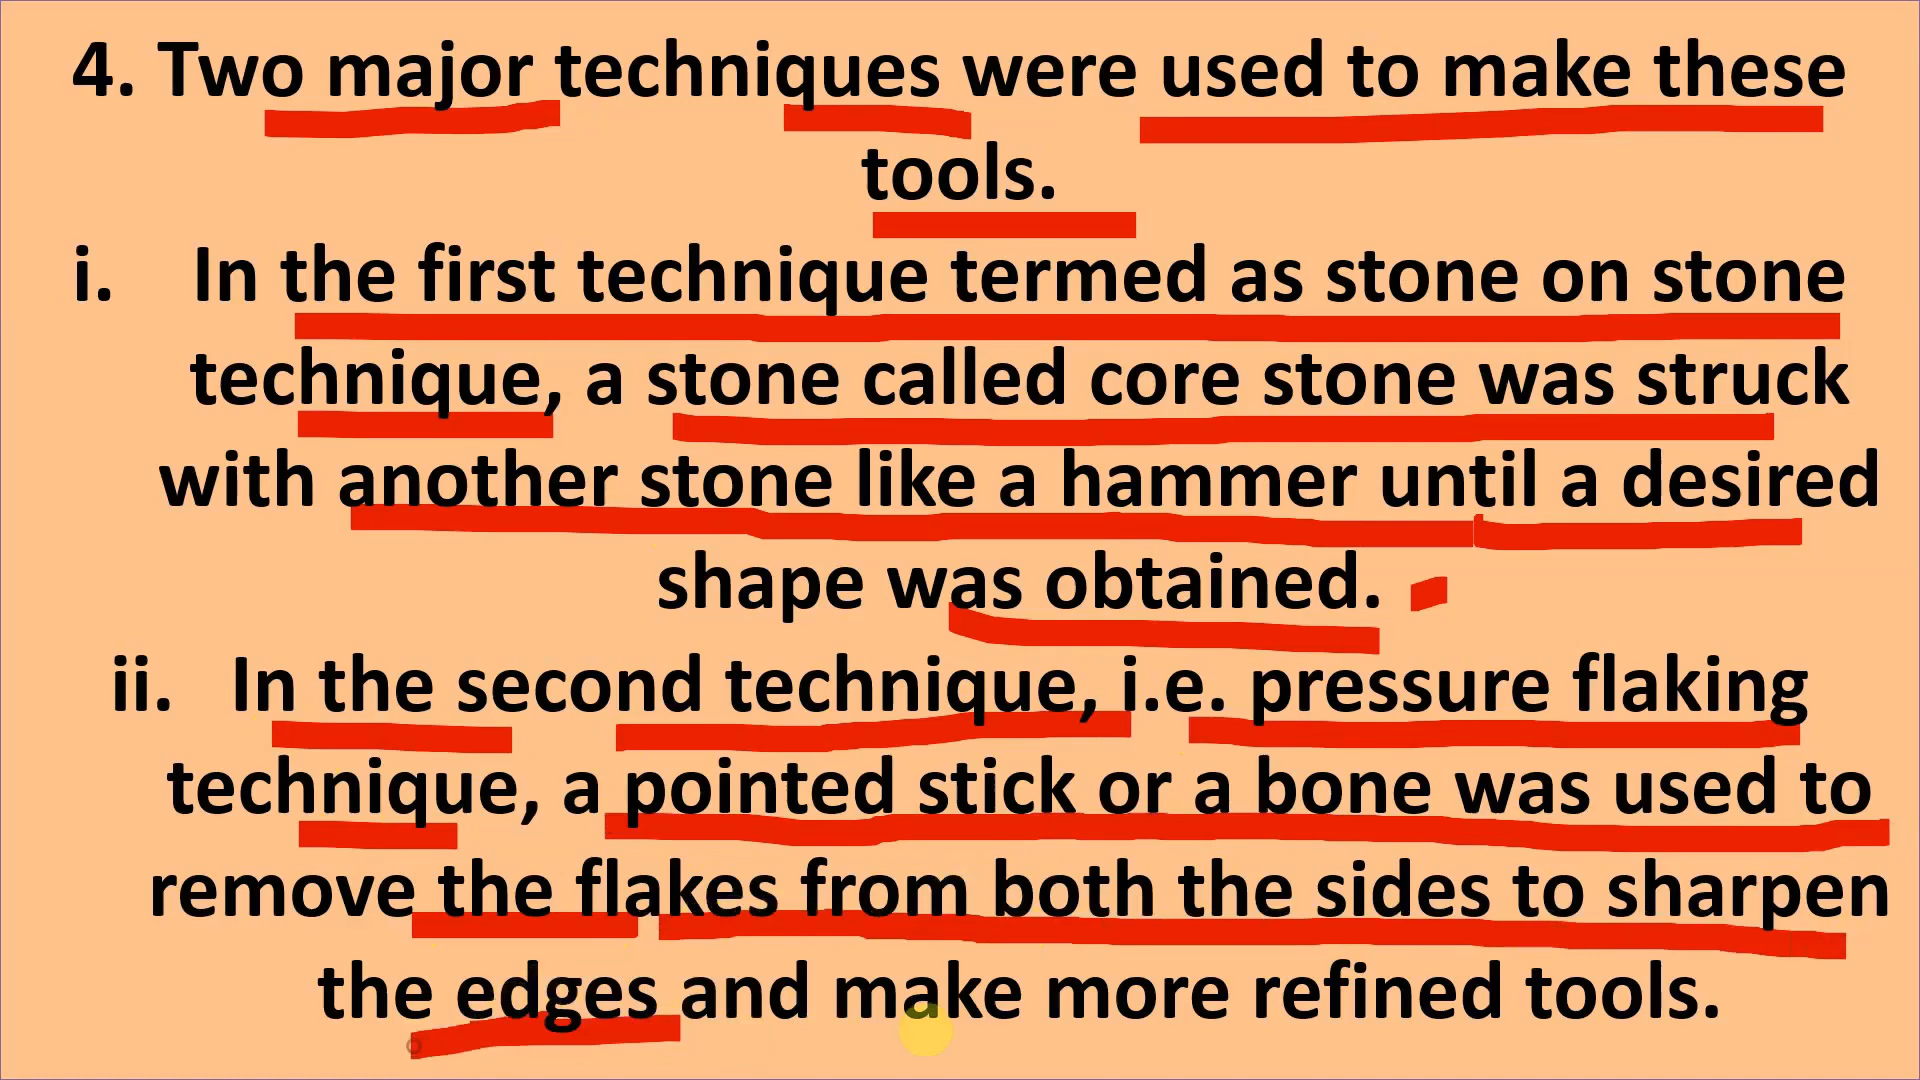 4. Two major techniques were used to make these
tools.
i. In the first technique termed as stone on stone
technique, a stone called core stone was struck
with another stone like a hammer until a desired
shape was obtained.
ii. In the second technique, i.e. pressure flaking
technique, a pointed stick or a bone was used to
remove the flakes from both the sides to sharpen
the edges and make more refined tools.